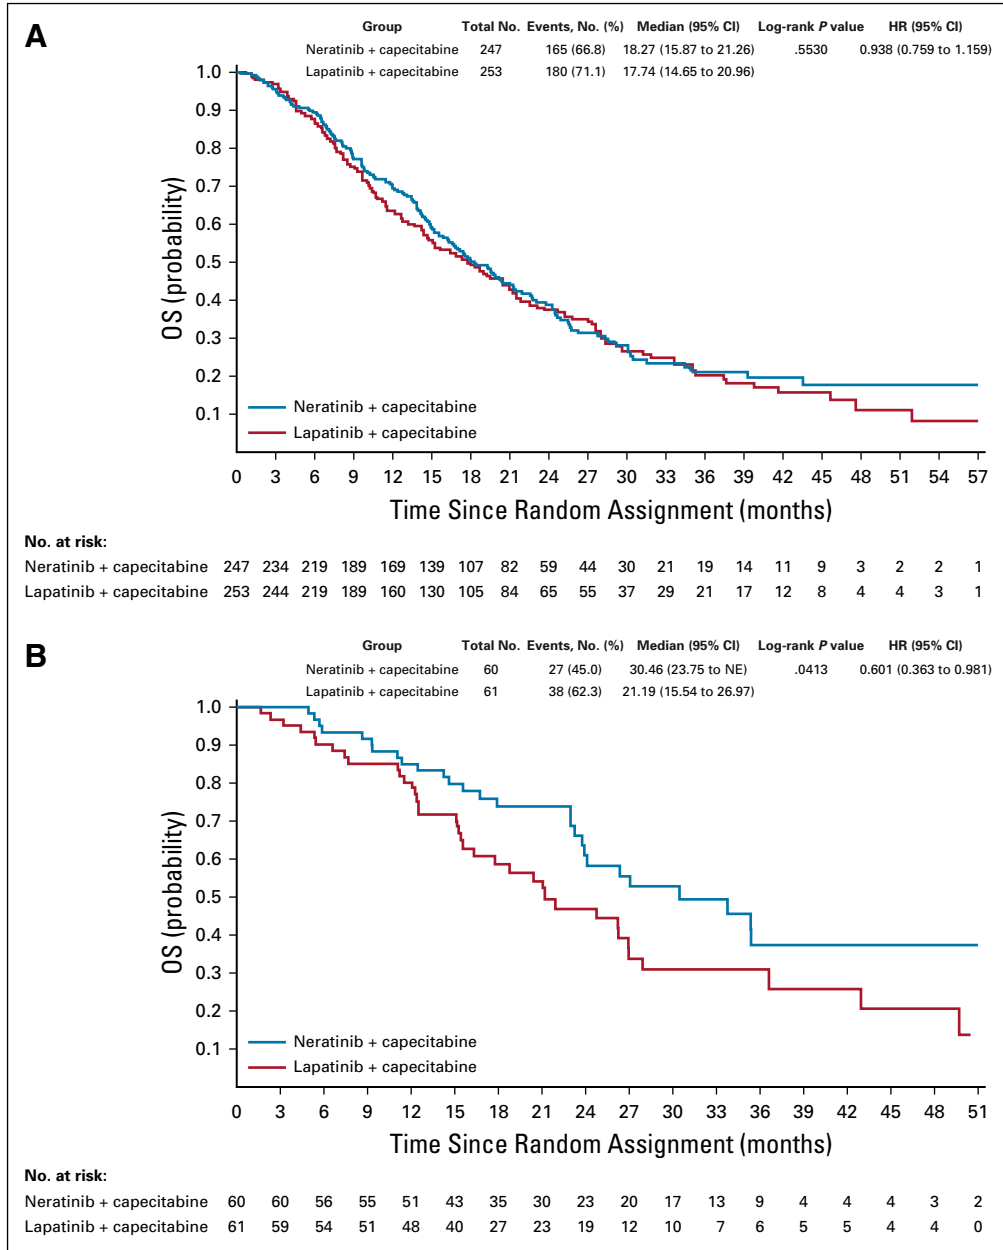 A
Group Total No. Events, No. (%) Median (95% CI) Log-rank P value HR (95% CI)
Neratinib + capecitabine 247 165 (66.8) 18.27 (15.87 to 21.26) .5530 0.938 (0.759 to 1.159)
Lapatinib + capecitabine 253 180 (71.1) 17.74 (14.65 to 20.96)
1.0
0.9
0.8
0.7
0.6
0.5
0.4
0.3
0.2
0.1
OS (probability)
Neratinib + capecitabine
Lapatinib + capecitabine
0 3 6 9 12 15 18 21 24 27 30 33 36 39 42 45 48 51 54 57
Time Since Random Assignment (months)
No. at risk:
Neratinib + capecitabine 247 234 219 189 169 139 107 82 59 44 30 21 19 14 11 9 3 2 2 1
Lapatinib + capecitabine 253 244 219 189 160 130 105 84 65 55 37 29 21 17 12 8 4 4 3 1
B
Group Total No. Events, No. (%) Median (95% CI) Log-rank P value HR (95% CI)
Neratinib + capecitabine 60 27 (45.0) 30.46 (23.75 to NE) .0413 0.601 (0.363 to 0.981)
Lapatinib + capecitabine 61 38 (62.3) 21.19 (15.54 to 26.97)
1.0
0.9
0.8
0.7
0.6
0.5
0.4
0.3
0.2
0.1
OS (probability)
Neratinib + capecitabine
Lapatinib + capecitabine
0 3 6 9 12 15 18 21 24 27 30 33 36 39 42 45 48 51
Time Since Random Assignment (months)
No. at risk:
Neratinib + capecitabine 60 60 56 55 51 43 35 30 23 20 17 13 9 4 4 4 3 2
Lapatinib + capecitabine 61 59 54 51 48 40 27 23 19 12 10 7 6 5 5 4 4 0